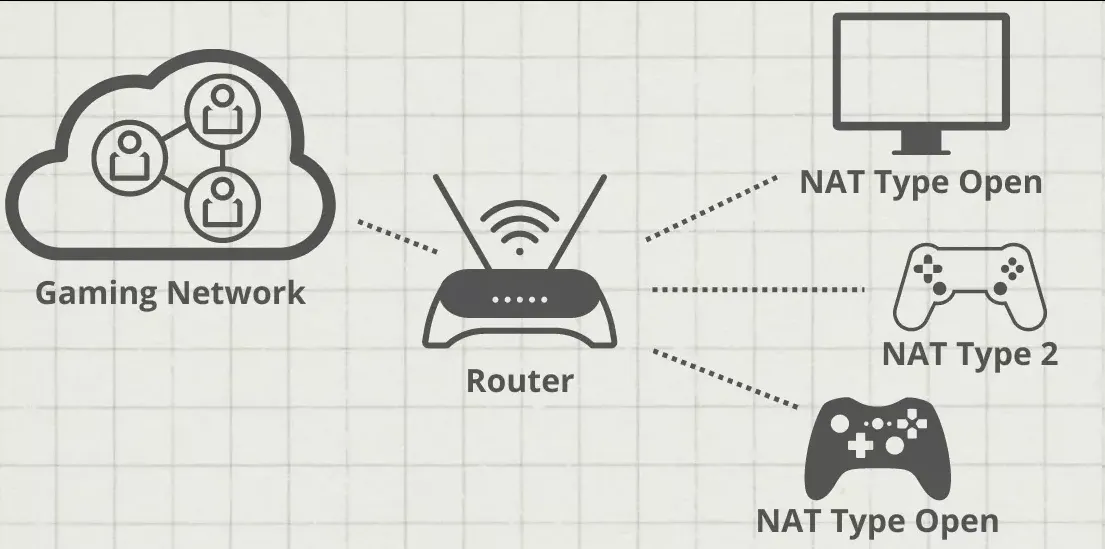 Gaming Network
Router
NAT Type Open
NAT Type 2
NAT Type Open